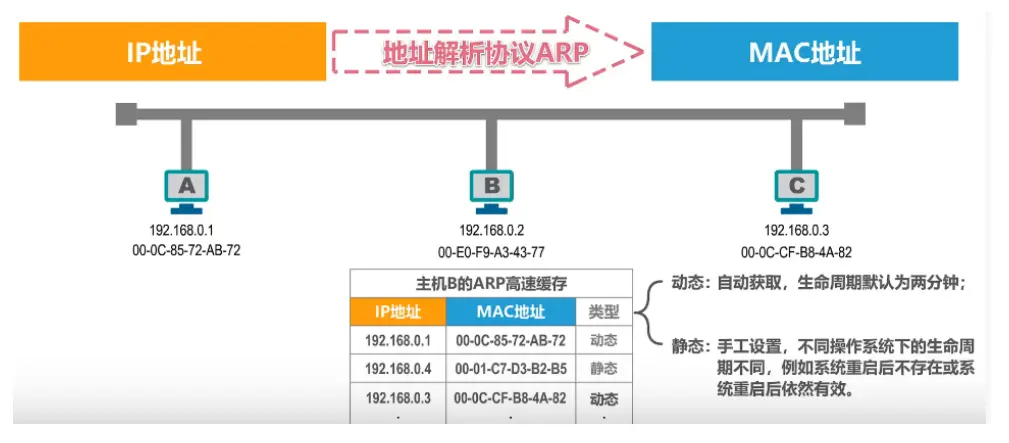 IP地址
地址解析协议ARP
MAC地址
A
B
C
192.168.0.1
00-0C-85-72-AB-72
192.168.0.2
00-E0-F9-A3-43-77
192.168.0.3
00-0C-CF-B8-4A-82
主机B的ARP高速缓存
IP地址 MAC地址 类型
192.168.0.1 00-0C-85-72-AB-72 动态
192.168.0.4 00-01-C7-D3-B2-B5 静态
192.168.0.3 00-0C-CF-B8-4A-82 动态
动态：自动获取，生命周期默认为两分钟；
静态：手工设置，不同操作系统下的生命周
期不同，例如系统重启后不存在或系
统重启后依然有效。